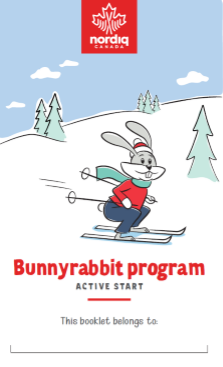 nordiq
CANADA
Bunnyrabbit program
ACTIVE START
This booklet belongs to: